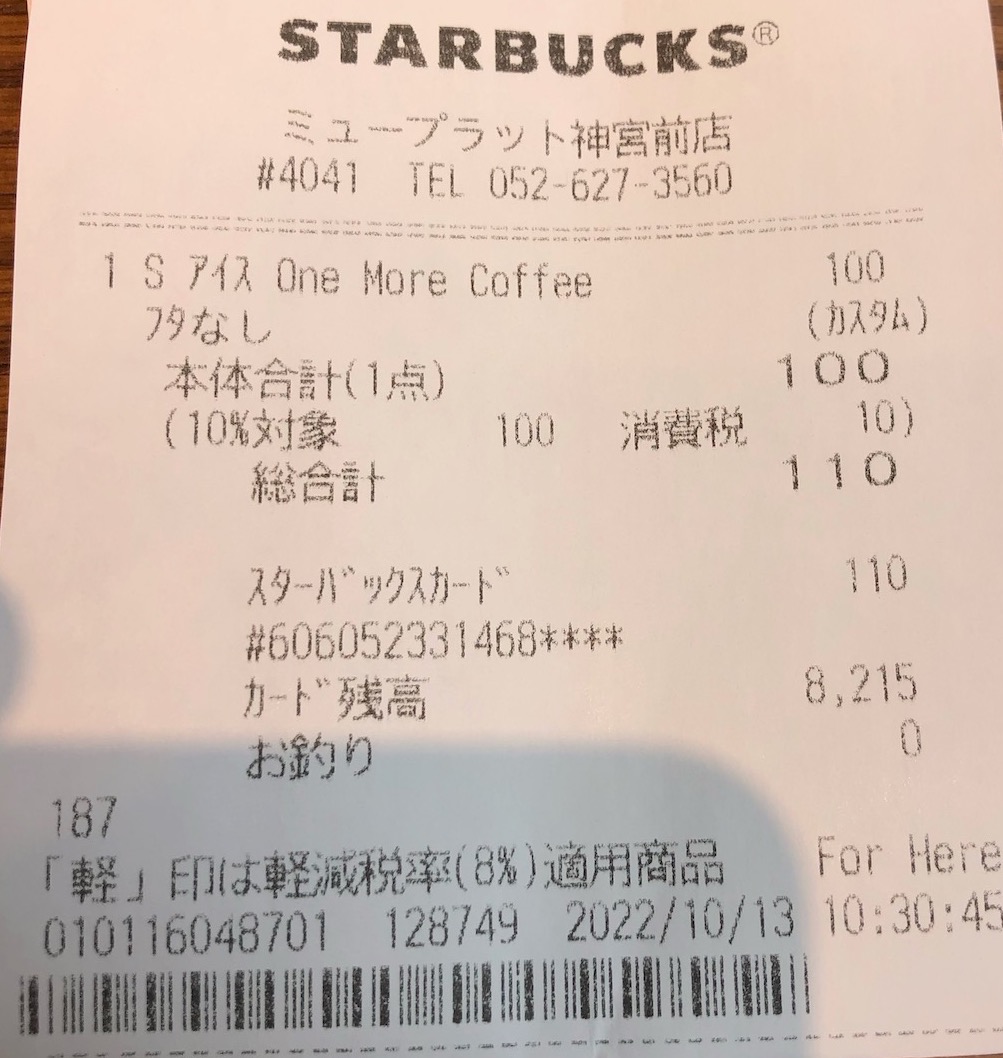 STARBUCKS®
ミュープラット神宮前店
#4041 TEL 052-627-3560
1 S アイス One More Coffee 100
フタなし (カスタム)
本体合計(1点) 100
(10%対象 100 消費税 10)
総合計 110
スターバックスカード 110
#606052331468****
カード残高 8,215
お釣り 0
187
「軽」印は軽減税率(8%)適用商品 For Here
010116048701 128749 2022/10/13 10:30:45